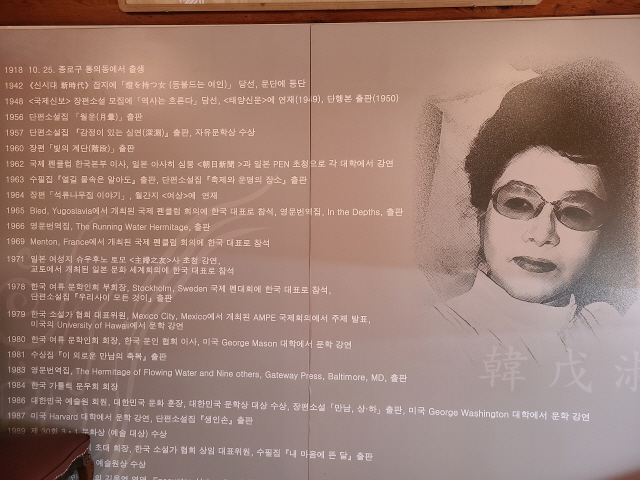 1918 10. 25. 종로구 통의동에서 출생
1942 《신시대 新時代》 잡지에 「燈を持つ女 (등불드는 여인)」 당선, 문단에 등단
1948 <국제신보> 장편소설 모집에 「역사는 흐른다」 당선, <태양신문>에 연재(1949), 단행본 출판(1950)
1956 단편소설집 「월운(月暈)」 출판
1957 단편소설집 『감정이 있는 심연(深淵)』 출판, 자유문학상 수상
1960 장편 「빛의 계단(階段)」 출판
1962 국제 펜클럽 한국본부 이사, 일본 아사히 심붕 <朝日新聞>과 일본 PEN 초청으로 각 대학에서 강연
1963 수필집 『열길 물속은 알아도』 출판, 단편소설집 『축제와 운명의 장소』 출판
1964 장편 「석류나무집 이야기」, 월간지 <여상>에 연재
1965 Bled, Yugoslavia에서 개최된 국제 펜클럽 회의에 한국 대표로 참석, 영문번역집, In the Depths, 출판
1966 영문번역집, The Running Water Hermitage, 출판
1969 Menton, France에서 개최된 국제 펜클럽 회의에 한국 대표로 참석
1971 일본 여성지 슈우후노 토모 <主婦之友>사 초청 강연,
교토에서 개최된 일본 문화 세계회의에 한국 대표로 참석
1978 한국 여류 문학인회 부회장, Stockholm, Sweden 국제 펜대회에 한국 대표로 참석,
단편소설집 『우리사이 모든 것이』 출판
1979 한국 소설가 협회 대표위원, Mexico City, Mexico에서 개최된 AMPE 국제회의에서 주제 발표,
미국의 University of Hawaii에서 문학 강연
1980 한국 여류 문학인회 회장, 한국 문인 협회 이사, 미국 George Mason 대학에서 문학 강연
1981 수상집 『이 외로운 만남의 축복』 출판
1983 영문번역집, The Hermitage of Flowing Water and Nine others, Gateway Press, Baltimore, MD, 출판
1984 한국 가톨릭 문우회 회장
1986 대한민국 예술원 회원, 대한민국 문화 훈장, 대한민국 문학상 대상 수상, 장편소설 「만남, 상·하」 출판, 미국 George Washington 대학에서 문학 강연
1987 미국 Harvard 대학에서 문학 강연, 단편소설집 『생인손』 출판
1989 제 30회 3·1 문화상 (예술 대상) 수상
초대 회장, 한국 소설가 협회 상임 대표위원, 수필집 『내 마음에 뜬 달』 출판
예술원상 수상
韓戊淑